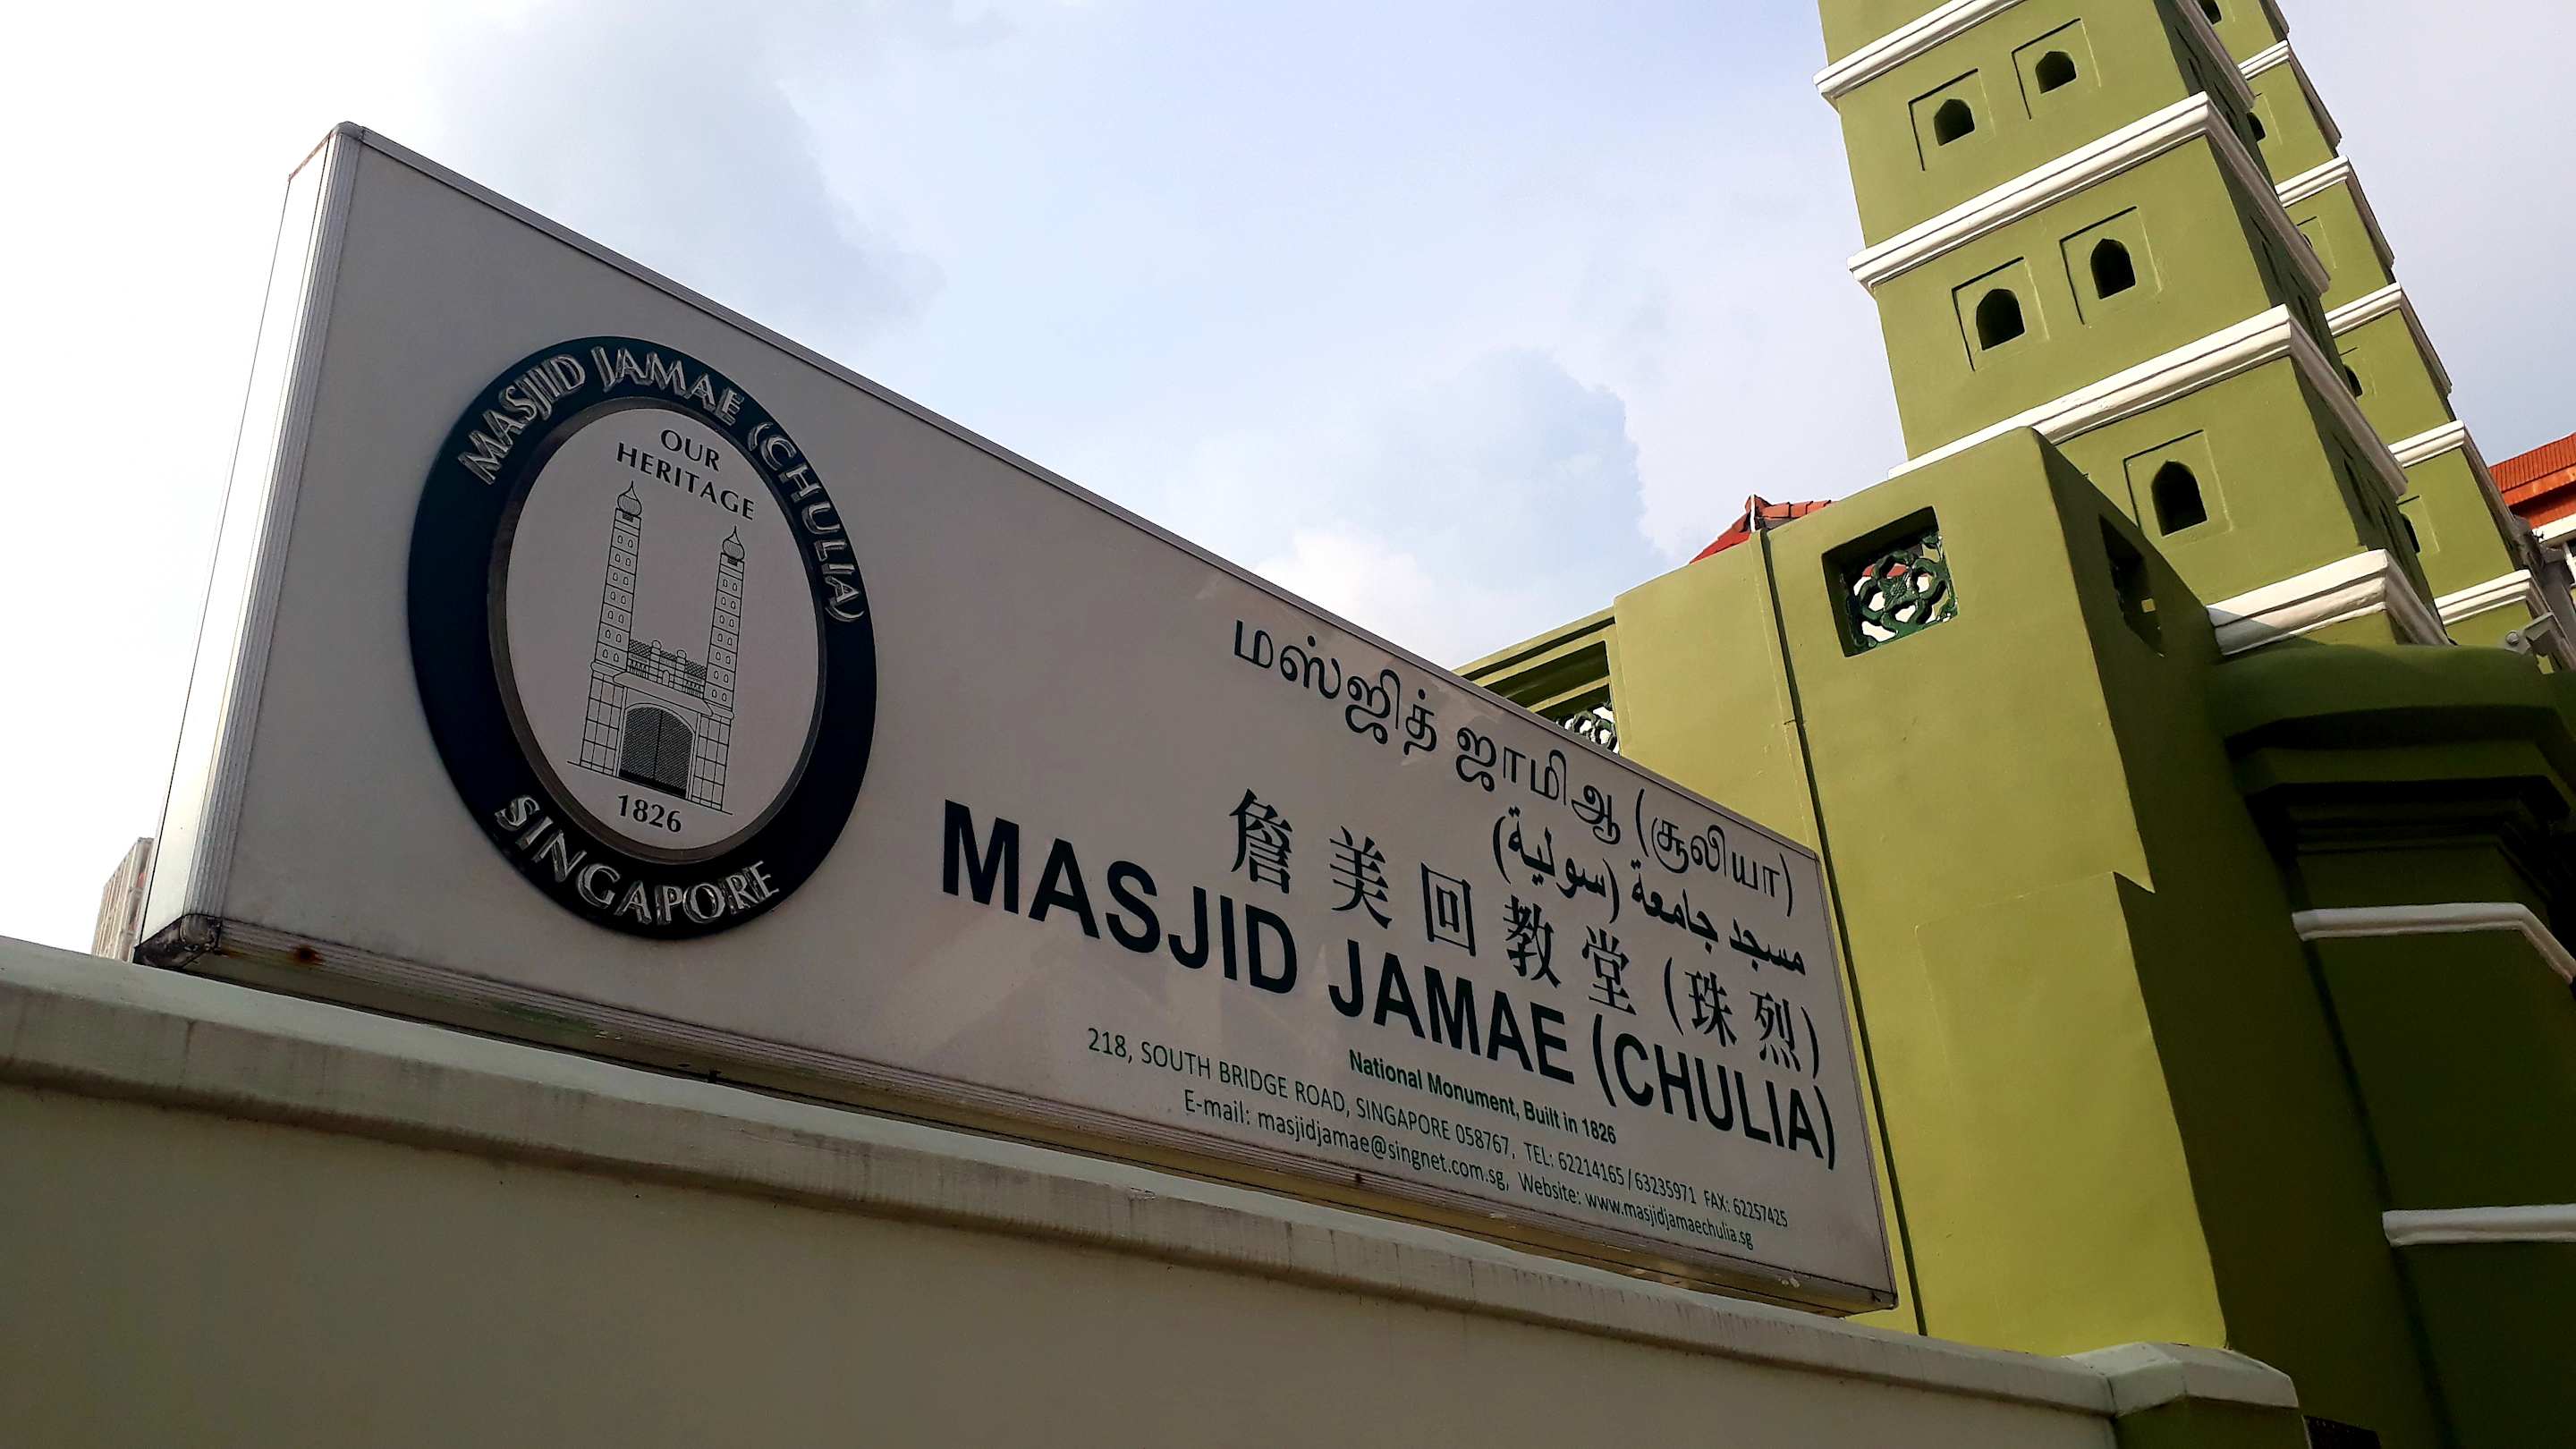 MASJID JAMAE (CHULIA)
OUR
HERITAGE
1826
SINGAPORE
மஸ்ஜித் ஜாமிஆ (சூலியா)
مسجد جامعة (سولية)
詹美回教堂 (珠烈)
MASJID JAMAE (CHULIA)
National Monument, Built in 1826
218, SOUTH BRIDGE ROAD, SINGAPORE 058767, TEL: 62214165 / 63235971 FAX: 62257425
E-mail: masjidjamae@singnet.com.sg, Website: www.masjidjamaechulia.sg